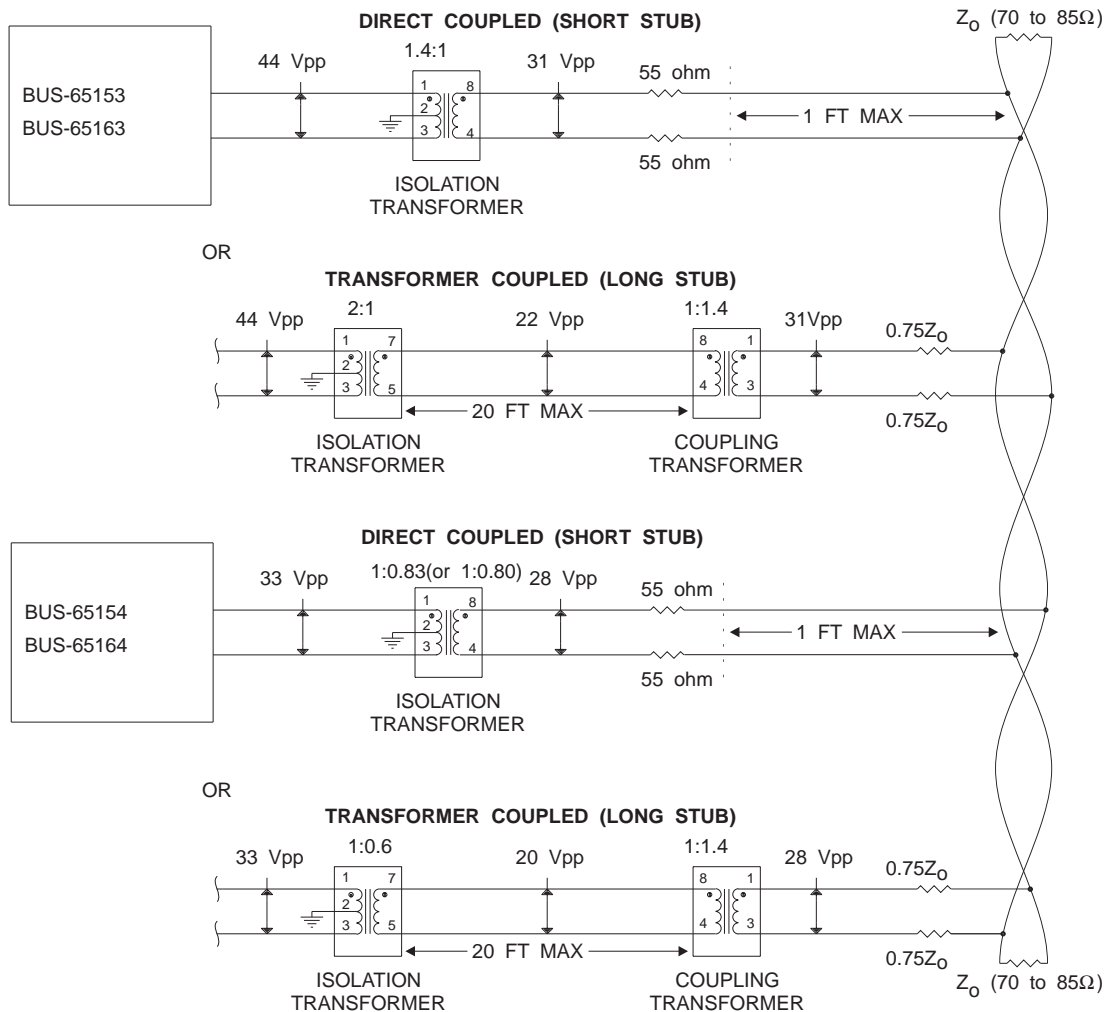 DIRECT COUPLED (SHORT STUB)
Zo (70 to 85Ω)
BUS-65153
BUS-65163
44 Vpp
1.4:1
1
2
3
8
4
31 Vpp
55 ohm
55 ohm
1 FT MAX
ISOLATION
TRANSFORMER
OR
TRANSFORMER COUPLED (LONG STUB)
44 Vpp
2:1
1
2
3
7
5
22 Vpp
1:1.4
8
4
1
3
31Vpp
0.75Zo
0.75Zo
20 FT MAX
ISOLATION
TRANSFORMER
COUPLING
TRANSFORMER
DIRECT COUPLED (SHORT STUB)
BUS-65154
BUS-65164
33 Vpp
1:0.83(or 1:0.80)
1
2
3
8
4
28 Vpp
55 ohm
55 ohm
1 FT MAX
ISOLATION
TRANSFORMER
OR
TRANSFORMER COUPLED (LONG STUB)
33 Vpp
1:0.6
1
2
3
7
5
20 Vpp
1:1.4
8
4
1
3
28 Vpp
0.75Zo
0.75Zo
20 FT MAX
ISOLATION
TRANSFORMER
COUPLING
TRANSFORMER
Zo (70 to 85Ω)